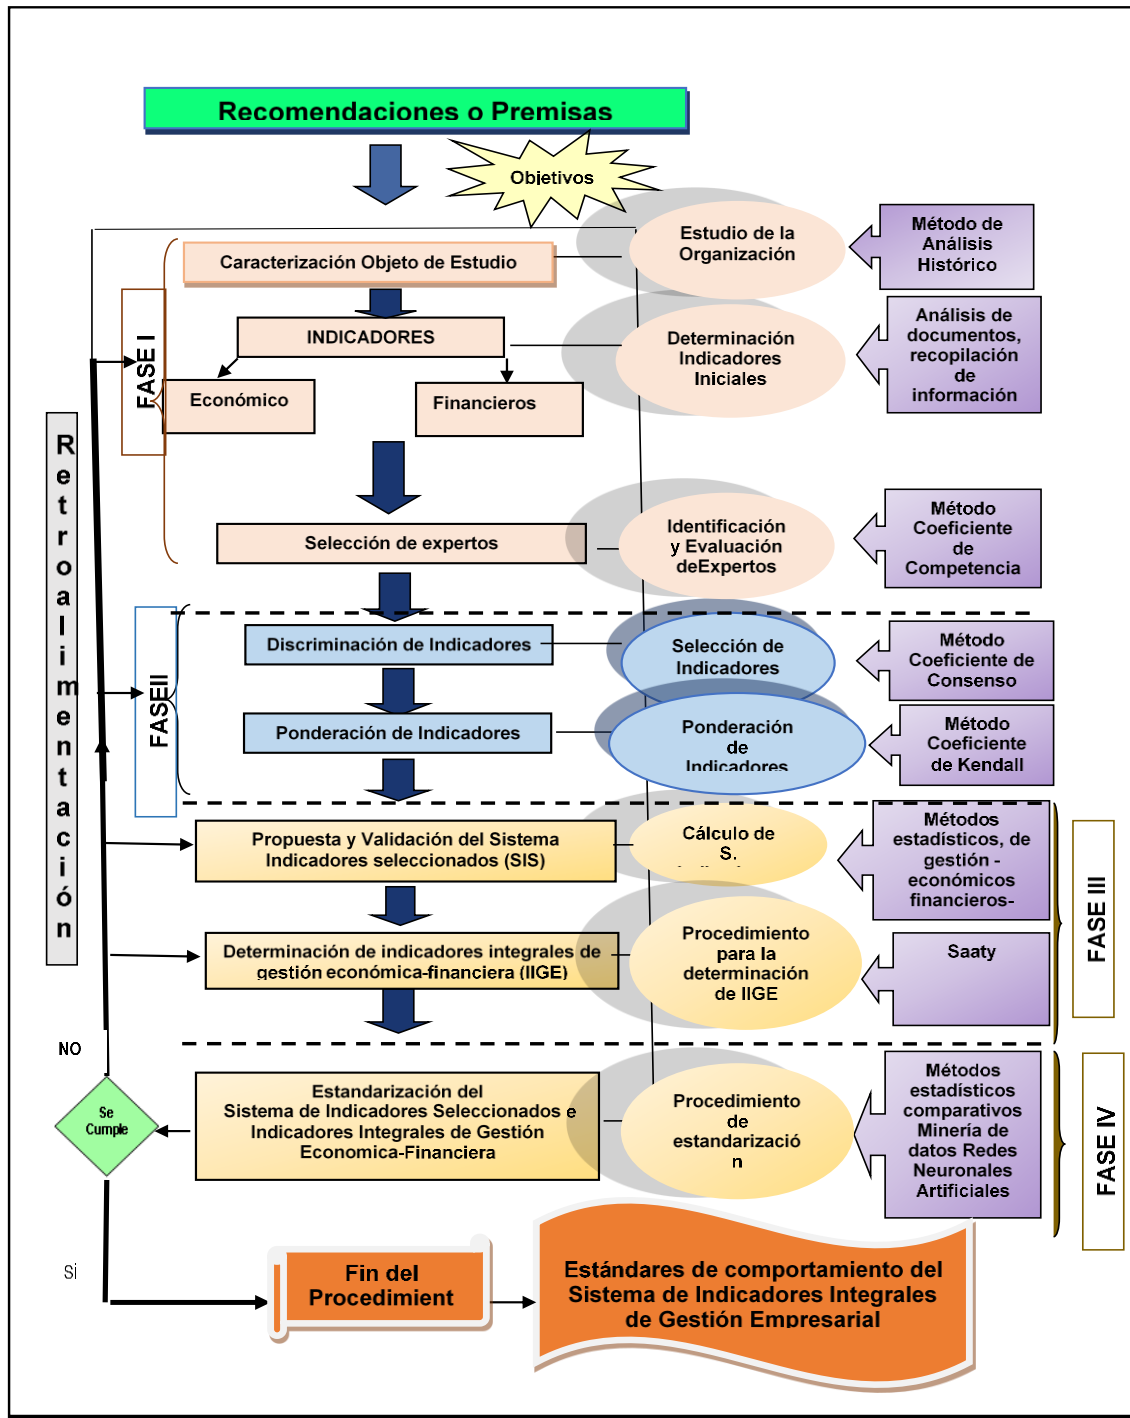 Recomendaciones o Premisas
Objetivos
Caracterización Objeto de Estudio
Estudio de la
Organización
Método de
Análisis
Histórico
FASE I
INDICADORES
Económico
Financieros
Determinación
Indicadores
Iniciales
Análisis de
documentos,
recopilación
de
información
Retroalimentación
Selección de expertos
Identificación
y Evaluación
deExpertos
Método
Coeficiente
de
Competencia
FASEII
Discriminación de Indicadores
Selección de
Indicadores
Método
Coeficiente de
Consenso
Ponderación de Indicadores
Ponderación
de
Indicadores
Método
Coeficiente
de Kendall
Propuesta y Validación del Sistema
Indicadores seleccionados (SIS)
Cálculo de
S.
Métodos
estadísticos, de
gestión -
económicos
financieros-
FASE III
Determinación de indicadores integrales de
gestión económica-financiera (IIGE)
Procedimiento
para la
determinación
de IIGE
Saaty
NO
Se
Cumple
Estandarización del
Sistema de Indicadores Seleccionados e
Indicadores Integrales de Gestión
Economica-Financiera
Procedimiento
de
estandarizació
n
Métodos
estadísticos
comparativos
Minería de
datos Redes
Neuronales
Artificiales
FASE IV
Si
Fin del
Procedimient
Estándares de comportamiento del
Sistema de Indicadores Integrales
de Gestión Empresarial